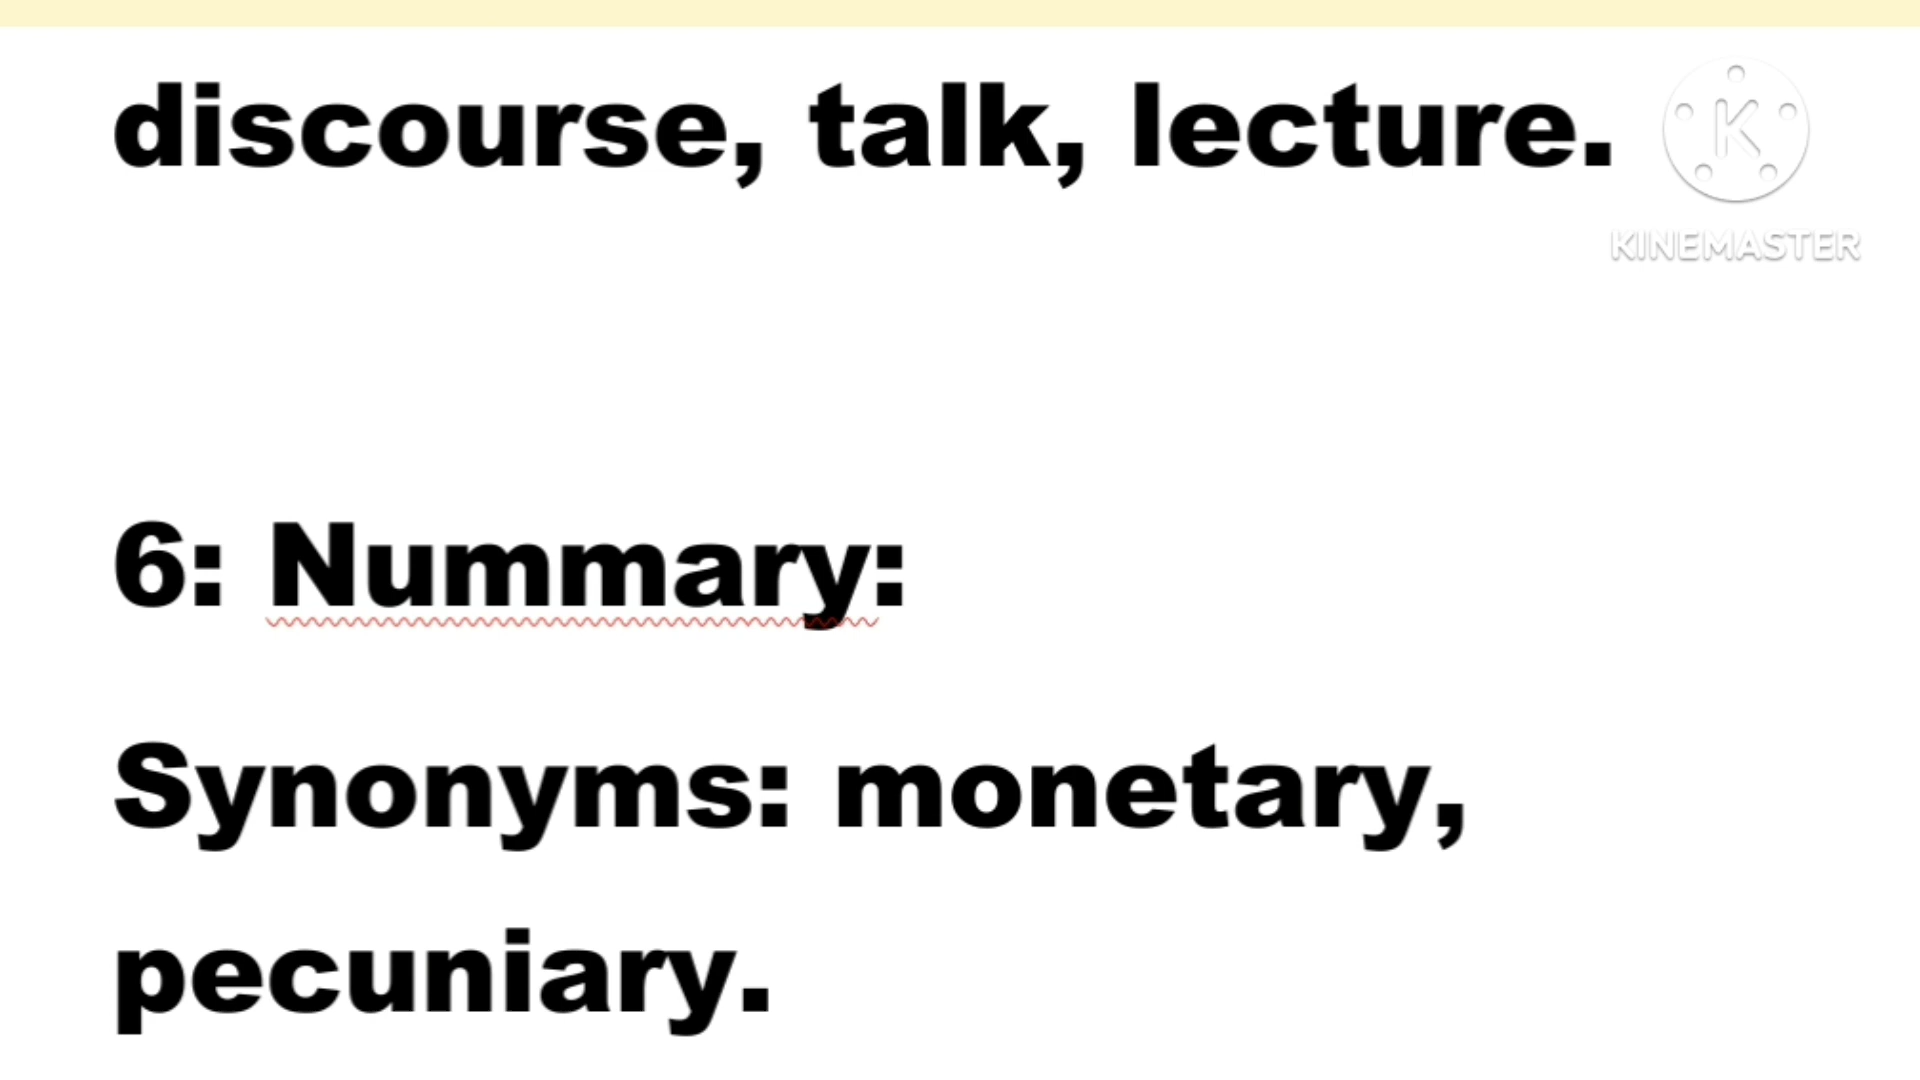 discourse, talk, lecture.
K
KINEMASTER
6: Nummary:
Synonyms: monetary,
pecuniary.